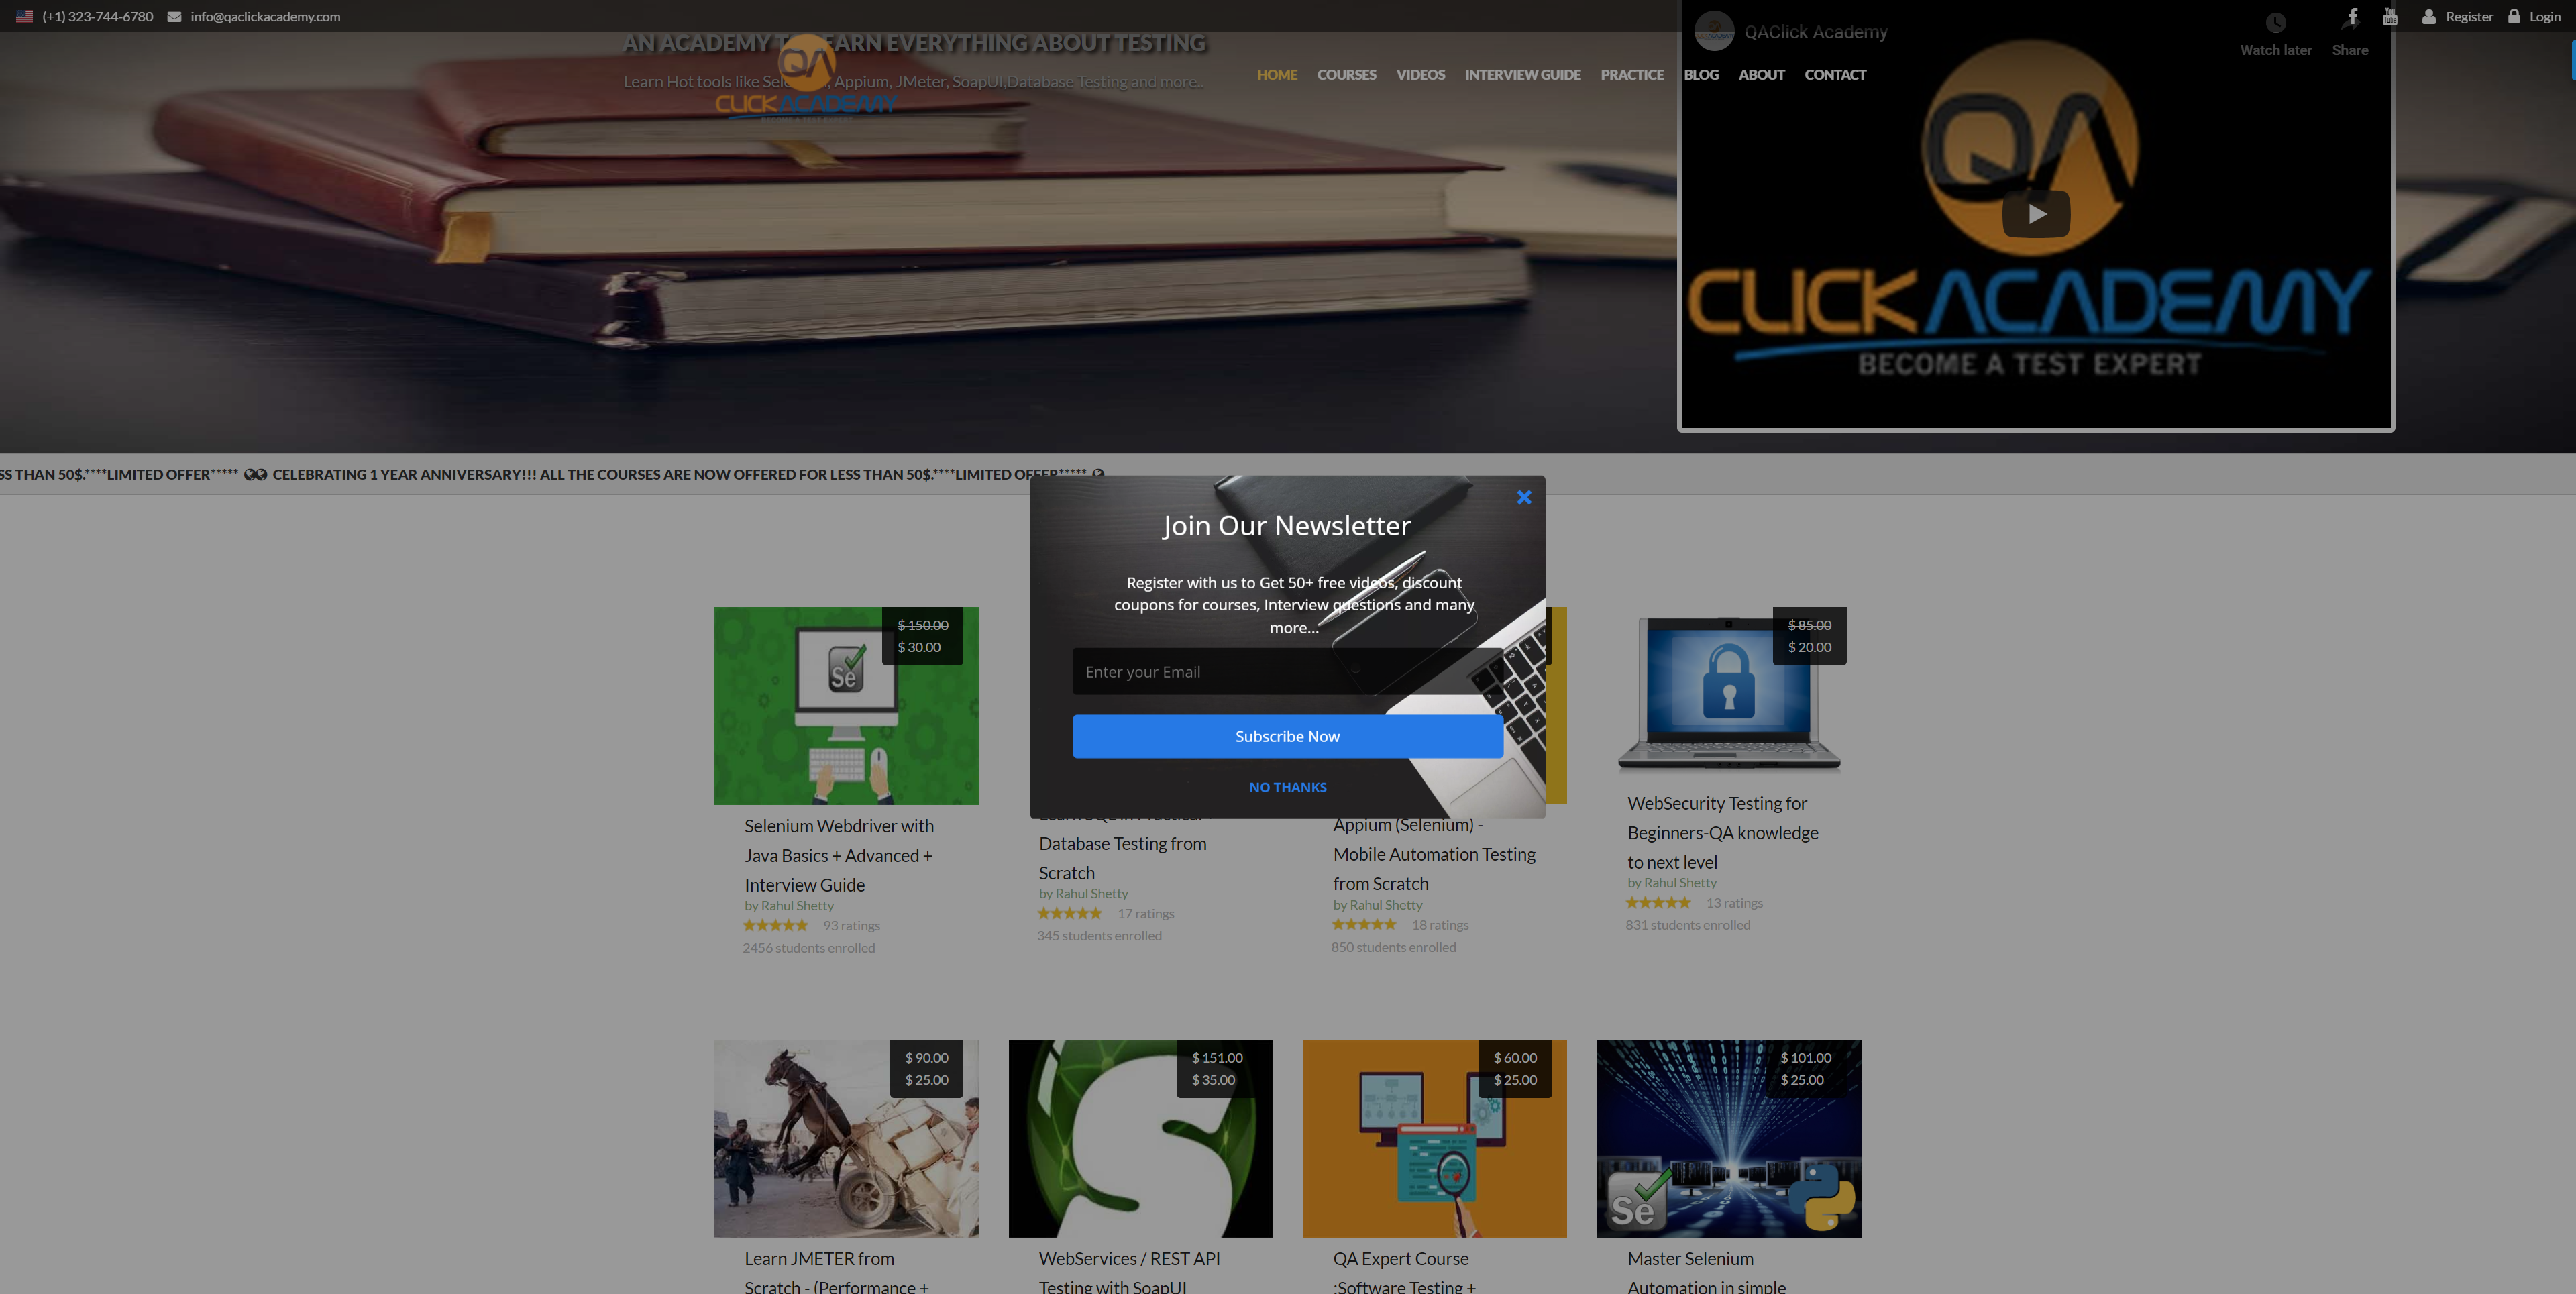 (+1) 323-744-6780 info@qaclickacademy.com
Register Login
AN ACADEMY TO LEARN EVERYTHING ABOUT TESTING
Learn Hot tools like Sel , Appium, JMeter, SoapUI,Database Testing and more..
QA
CLICKACADEMY
BECOME A TEST EXPERT
HOME COURSES VIDEOS INTERVIEW GUIDE PRACTICE BLOG ABOUT CONTACT
QAClick Academy
Watch later Share
QA
CLICKACADEMY
BECOME A TEST EXPERT
SS THAN 50$.****LIMITED OFFER***** CELEBRATING 1 YEAR ANNIVERSARY!!! ALL THE COURSES ARE NOW OFFERED FOR LESS THAN 50$.****LIMITED OFFER*****
Join Our Newsletter
Register with us to Get 50+ free videos, discount
coupons for courses, Interview questions and many
more...
Enter your Email
Subscribe Now
NO THANKS
$ 150.00
$ 30.00
Se
Selenium Webdriver with
Java Basics + Advanced +
Interview Guide
by Rahul Shetty
93 ratings
2456 students enrolled
Database Testing from
Scratch
by Rahul Shetty
17 ratings
345 students enrolled
Appium (Selenium) -
Mobile Automation Testing
from Scratch
by Rahul Shetty
18 ratings
850 students enrolled
$ 85.00
$ 20.00
WebSecurity Testing for
Beginners-QA knowledge
to next level
by Rahul Shetty
13 ratings
831 students enrolled
$ 90.00
$ 25.00
Learn JMETER from
Scratch - (Performance +
$ 151.00
$ 35.00
WebServices / REST API
Testing with SoapUI
$ 60.00
$ 25.00
QA Expert Course
:Software Testing +
$ 101.00
$ 25.00
Se
Master Selenium
Automation in simple